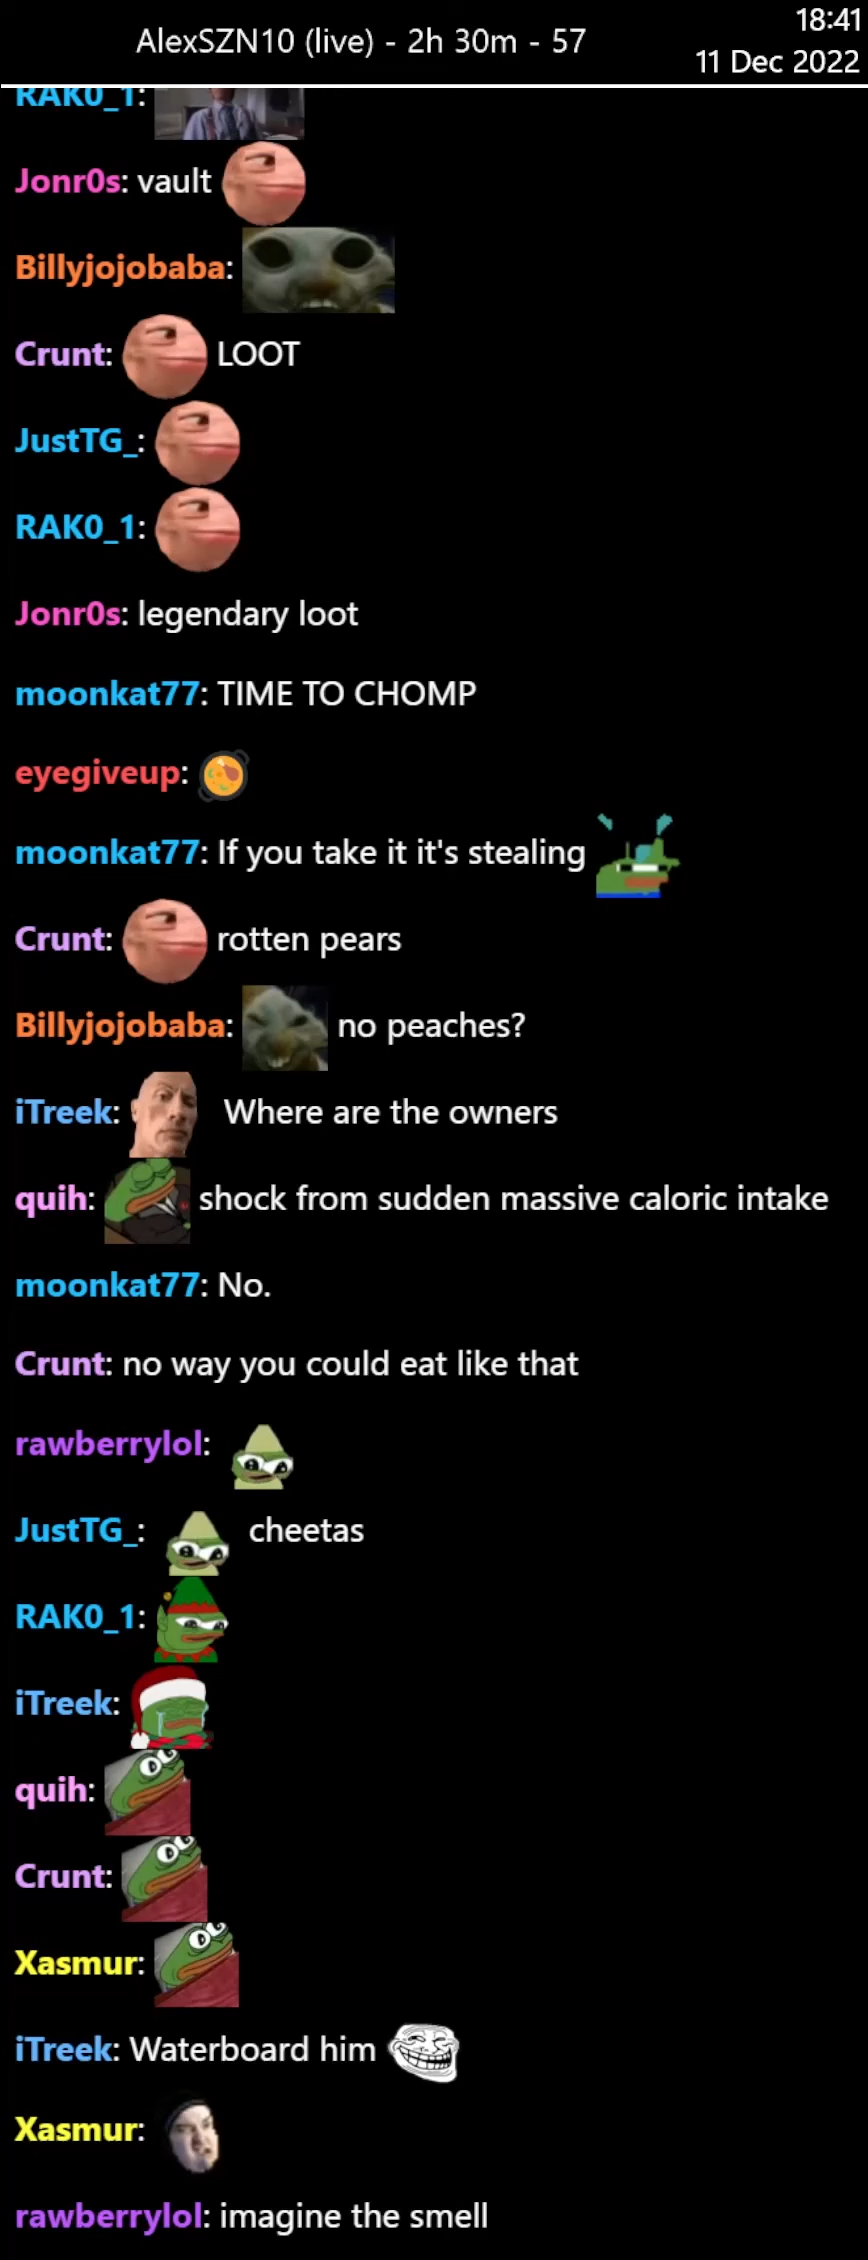 AlexSZN10 (live) - 2h 30m - 57
18:41
11 Dec 2022
RAK0_1:
Jonr0s: vault
Billyjojobaba:
Crunt: LOOT
JustTG_:
RAK0_1:
Jonr0s: legendary loot
moonkat77: TIME TO CHOMP
eyegiveup:
moonkat77: If you take it it's stealing
Crunt: rotten pears
Billyjojobaba: no peaches?
iTreek: Where are the owners
quih: shock from sudden massive caloric intake
moonkat77: No.
Crunt: no way you could eat like that
rawberrylol:
JustTG_: cheetas
RAK0_1:
iTreek:
quih:
Crunt:
Xasmur:
iTreek: Waterboard him
Xasmur:
rawberrylol: imagine the smell